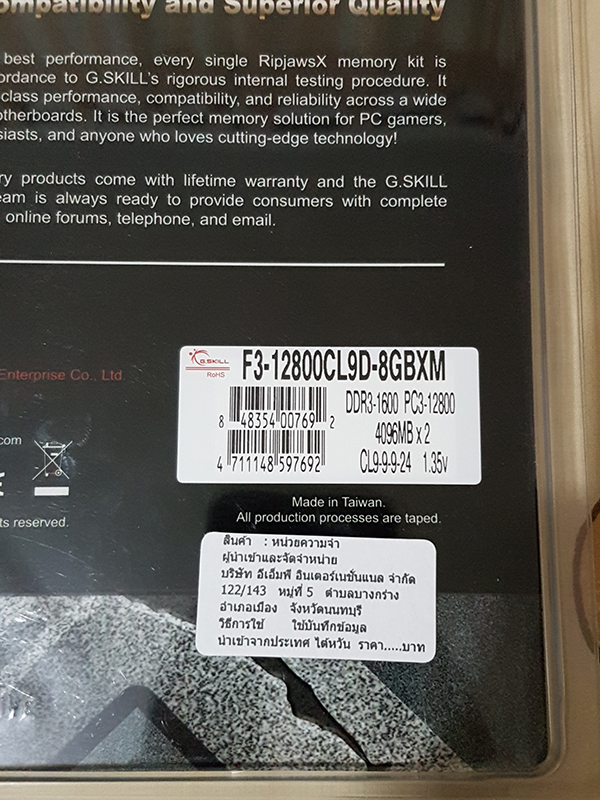 ompatibility and Superior Quality
best performance, every single RipjawsX memory kit is
ordance to G.SKILL's rigorous internal testing procedure. It
class performance, compatibility, and reliability across a wide
otherboards. It is the perfect memory solution for PC gamers,
siasts, and anyone who loves cutting-edge technology!
ry products come with lifetime warranty and the G.SKILL
eam is always ready to provide consumers with complete
online forums, telephone, and email.
Enterprise Co., Ltd.
com
ts reserved.
G.SKILL
RoHS
F3-12800CL9D-8GBXM
8 48354 00769 2
4 711148 597692
DDR3-1600 PC3-12800
4096MB x 2
CL9-9-9-24 1.35v
Made in Taiwan.
All production processes are taped.
สินค้า : หน่วยความจำ
ผู้นำเข้าและจัดจำหน่าย
บริษัท อีเอ็มพี อินเตอร์เนชั่นแนล จำกัด
122/143 หมู่ที่ 5 ตำบลบางกร่าง
อำเภอเมือง จังหวัดนนทบุรี
วิธีการใช้ ใช้บันทึกข้อมูล
นำเข้าจากประเทศ ไต้หวัน ราคา.....บาท